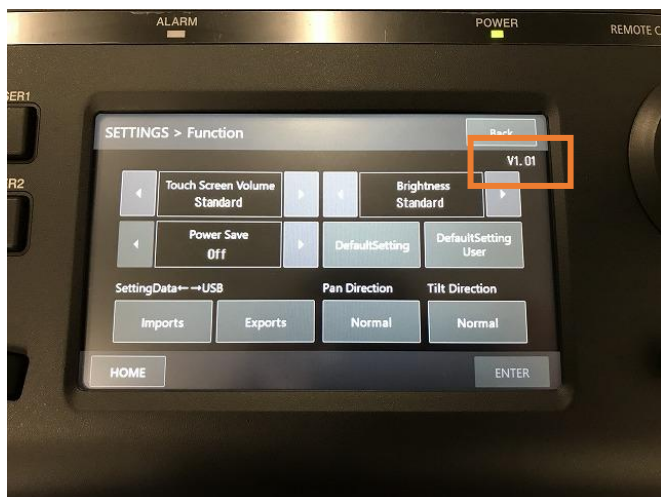 ALARM
POWER
REMOTE C
SER1
SETTINGS > Function
Back
V1.01
R2
Touch Screen Volume
Standard
Brightness
Standard
Power Save
Off
DefaultSetting
DefaultSetting
User
SettingData←→USB
Pan Direction
Tilt Direction
Imports
Exports
Normal
Normal
HOME
ENTER